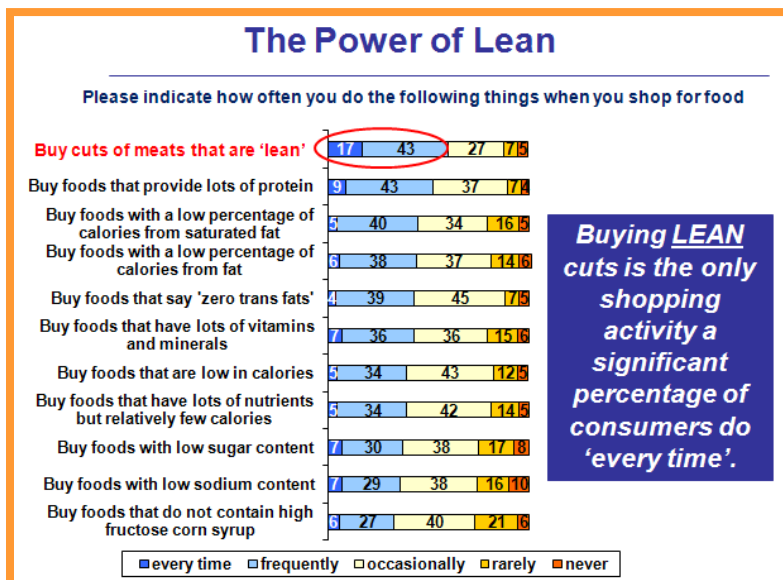 The Power of Lean
Please indicate how often you do the following things when you shop for food
Buy cuts of meats that are ‘lean’ 17 43 27 7 5
Buy foods that provide lots of protein 9 43 37 7 4
Buy foods with a low percentage of
calories from saturated fat 5 40 34 16 5
Buy foods with a low percentage of
calories from fat 6 38 37 14 6
Buy foods that say 'zero trans fats' 4 39 45 7 5
Buy foods that have lots of vitamins
and minerals 7 36 36 15 6
Buy foods that are low in calories 5 34 43 12 5
Buy foods that have lots of nutrients
but relatively few calories 5 34 42 14 5
Buy foods with low sugar content 7 30 38 17 8
Buy foods with low sodium content 7 29 38 16 10
Buy foods that do not contain high
fructose corn syrup 6 27 40 21 6
every time frequently occasionally rarely never
Buying LEAN
cuts is the only
shopping
activity a
significant
percentage of
consumers do
‘every time’.